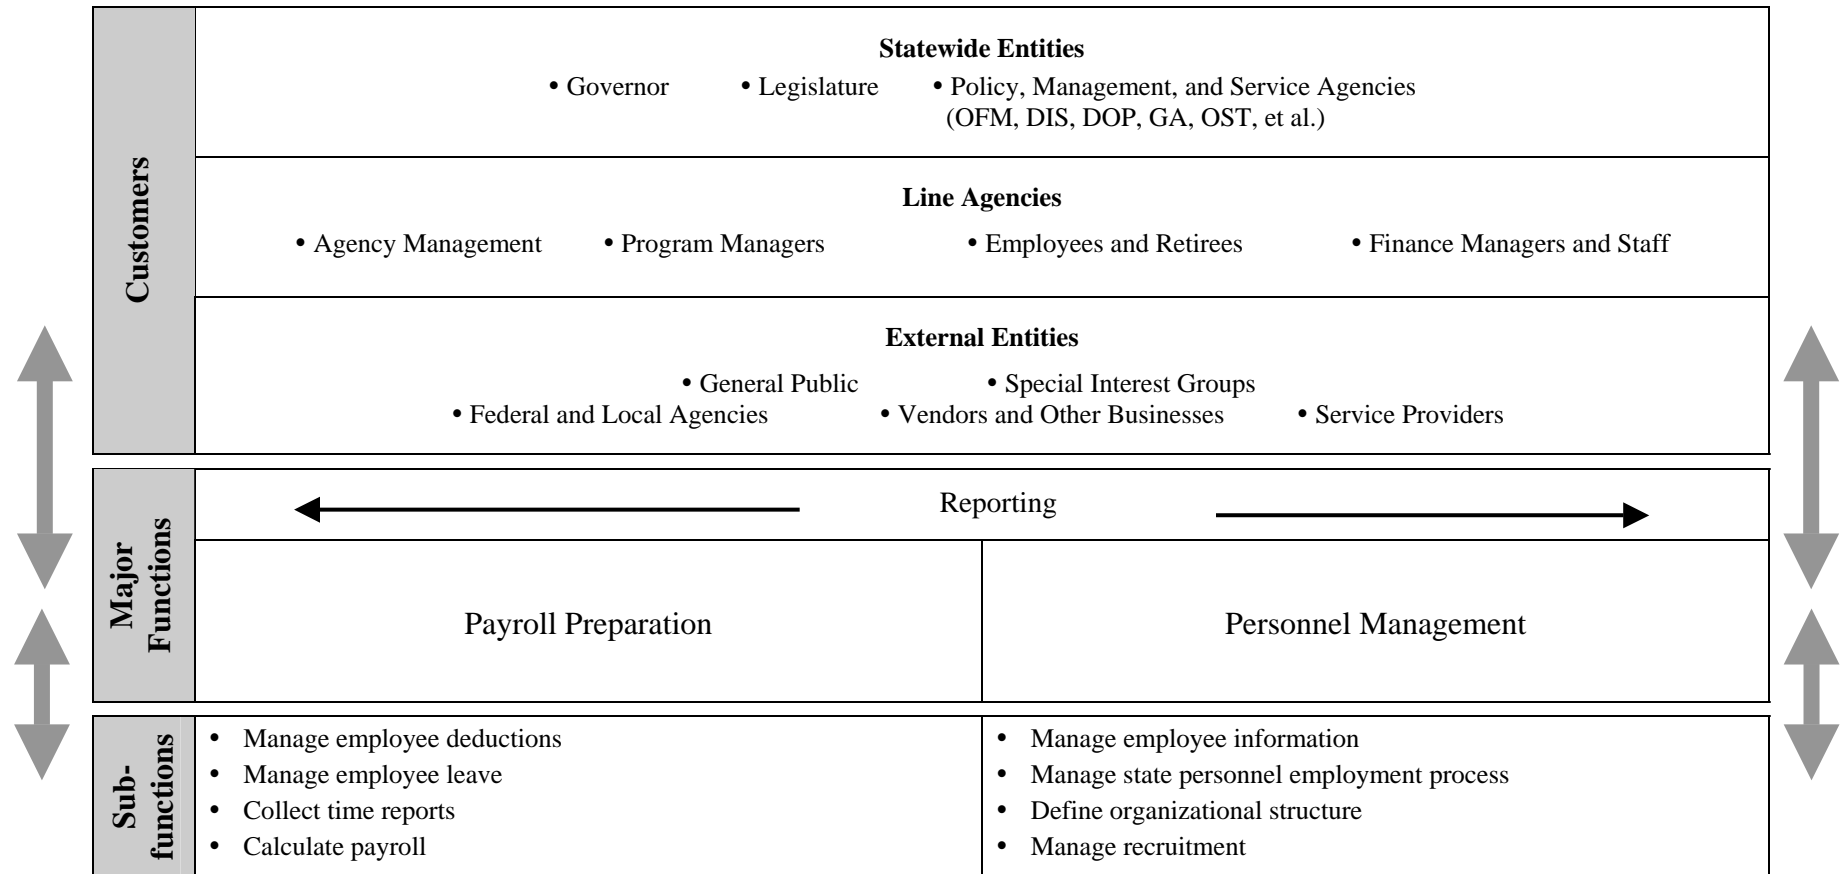 Customers
Statewide Entities
• Governor • Legislature • Policy, Management, and Service Agencies
(OFM, DIS, DOP, GA, OST, et al.)
Line Agencies
• Agency Management • Program Managers • Employees and Retirees • Finance Managers and Staff
External Entities
• General Public • Special Interest Groups
• Federal and Local Agencies • Vendors and Other Businesses • Service Providers
Major
Functions
Reporting
Payroll Preparation
Personnel Management
Sub-
functions
• Manage employee deductions
• Manage employee leave
• Collect time reports
• Calculate payroll
• Manage employee information
• Manage state personnel employment process
• Define organizational structure
• Manage recruitment